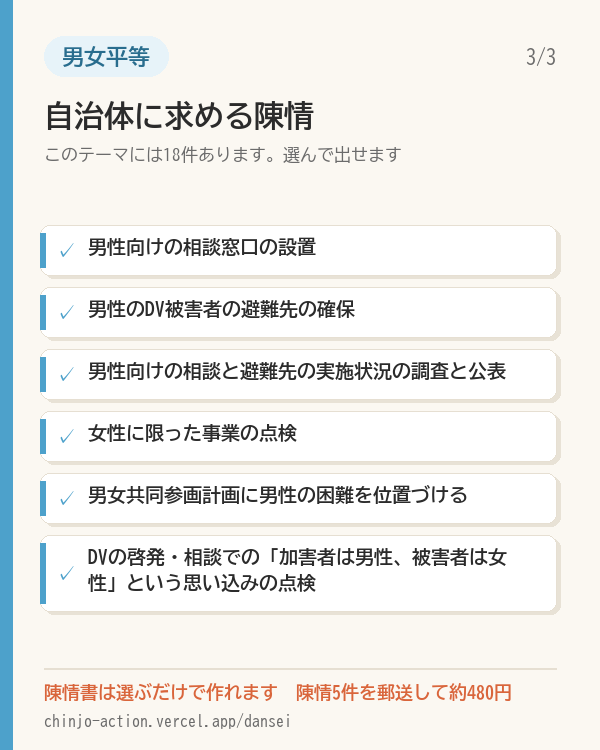 男女平等
3/3
自治体に求める陳情
このテーマには18件あります。選んで出せます
✓ 男性向けの相談窓口の設置
✓ 男性のDV被害者の避難先の確保
✓ 男性向けの相談と避難先の実施状況の調査と公表
✓ 女性に限った事業の点検
✓ 男女共同参画計画に男性の困難を位置づける
✓ DVの啓発・相談での「加害者は男性、被害者は女
性」という思い込みの点検
陳情書は選ぶだけで作れます　陳情5件を郵送して約480円
chinjo-action.vercel.app/dansei